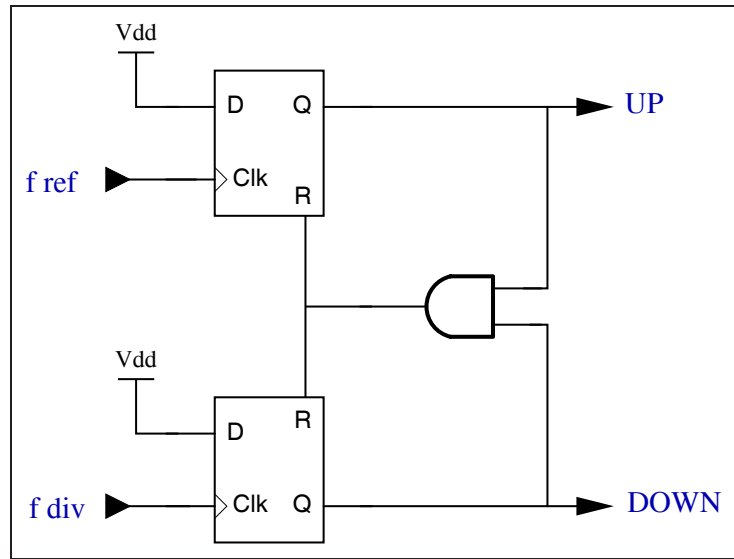 Vdd
D Q UP
f ref Clk
R
Vdd
R
D
f div Clk Q DOWN